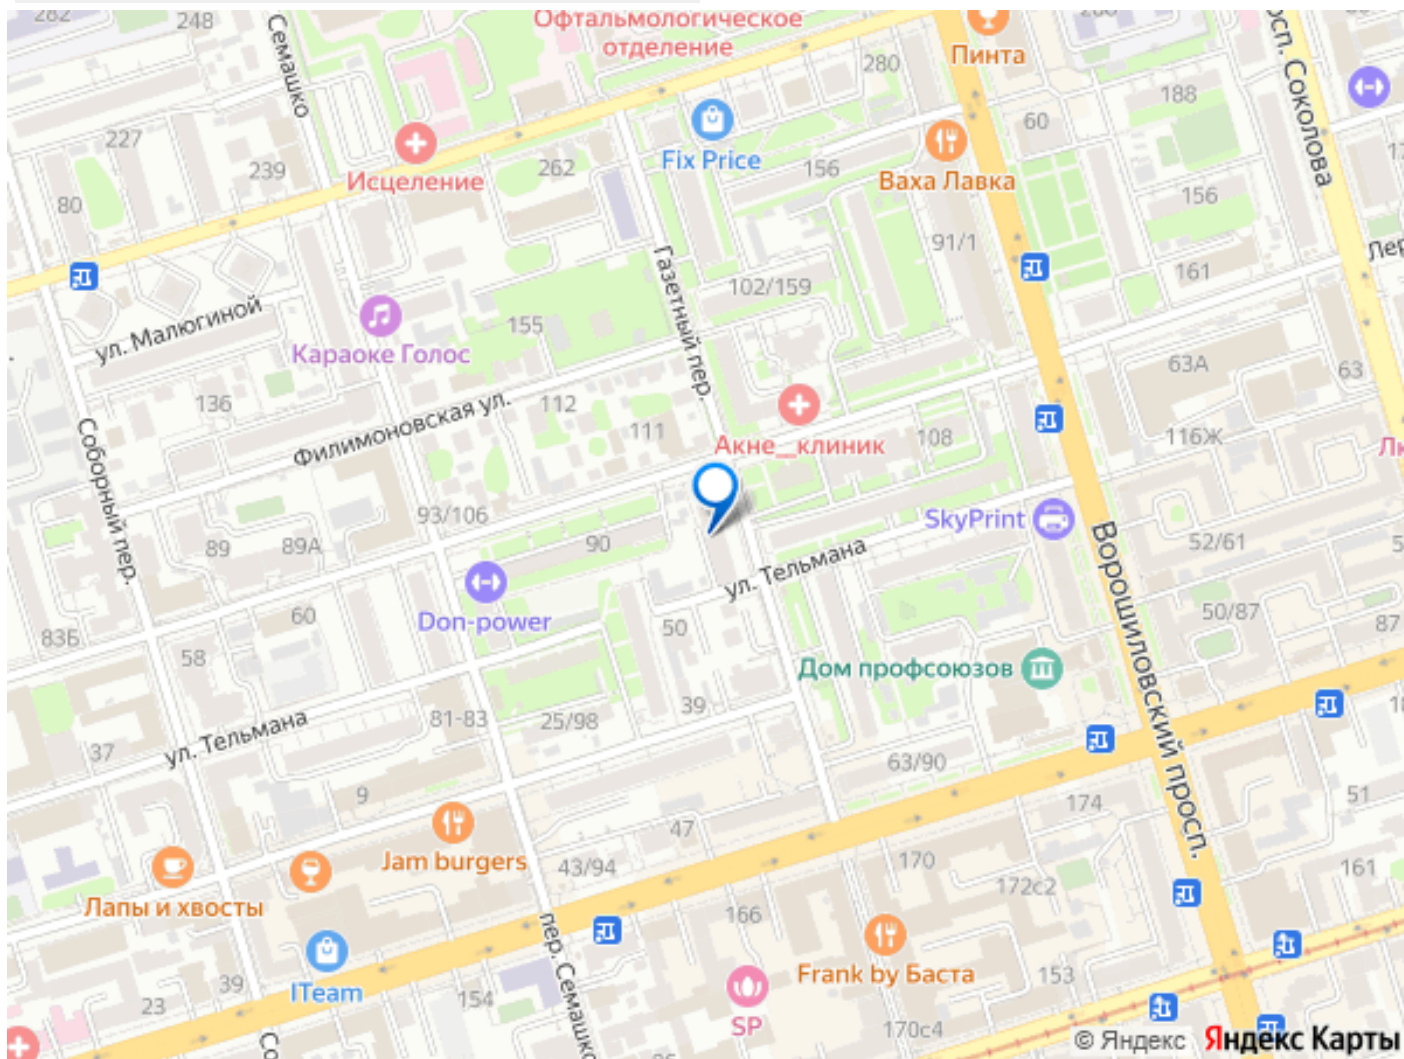 282
248
Семашко
Офтальмологическое
отделение
Пинта
280
188
60
просп. Соколова
227
239
80
Исцеление
262
Fix Price
156
Ваха Лавка
156
91/1
161
Газетный пер.
102/159
ул. Малюгиной
155
Караоке Голос
63А
63
136
Филимоновская ул.
112
111
Акне__клиник
108
116Ж
Соборный пер.
93/106
89
89А
90
SkyPrint
52/61
ул. Тельмана
Ворошиловский просп.
Don-power
60
83Б
58
50
50/87
87
Дом профсоюзов
39
81-83
25/98
ул. Тельмана
37
9
63/90
174
51
47
Jam burgers
43/94
170
172с2
161
Лапы и хвосты
166
пер. Семашко
Frank by Баста
153
39
23
ITeam
154
SP
170с4
© Яндекс Яндекс Карты